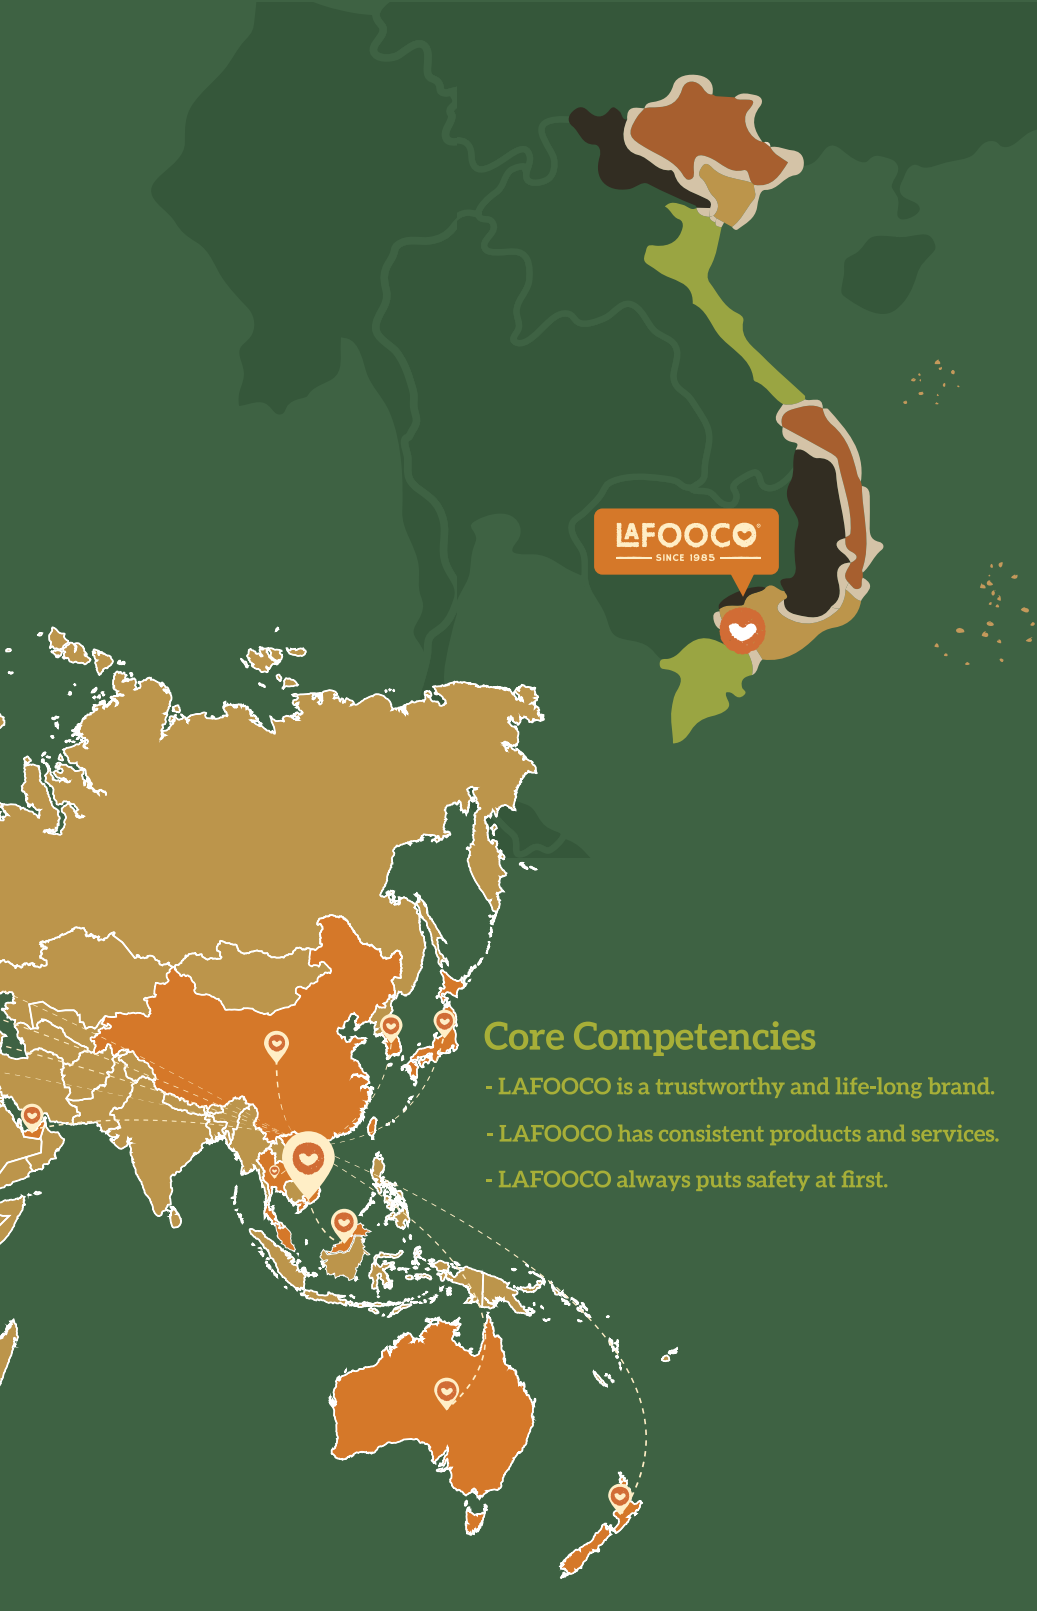 LAFOOCO®
SINCE 1985
Core Competencies
- LAFOOCO is a trustworthy and life-long brand.
- LAFOOCO has consistent products and services.
- LAFOOCO always puts safety at first.